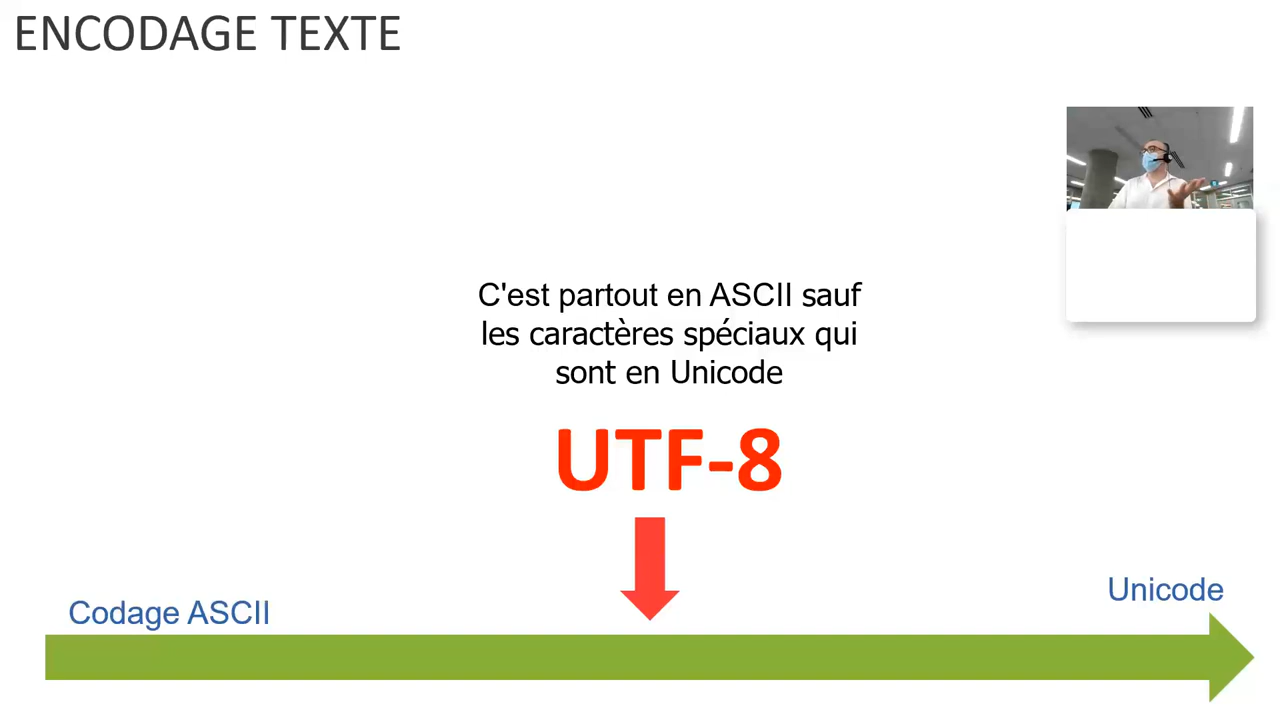 ENCODAGE TEXTE
C'est partout en ASCII sauf
les caractères spéciaux qui
sont en Unicode
UTF-8
Codage ASCII
Unicode